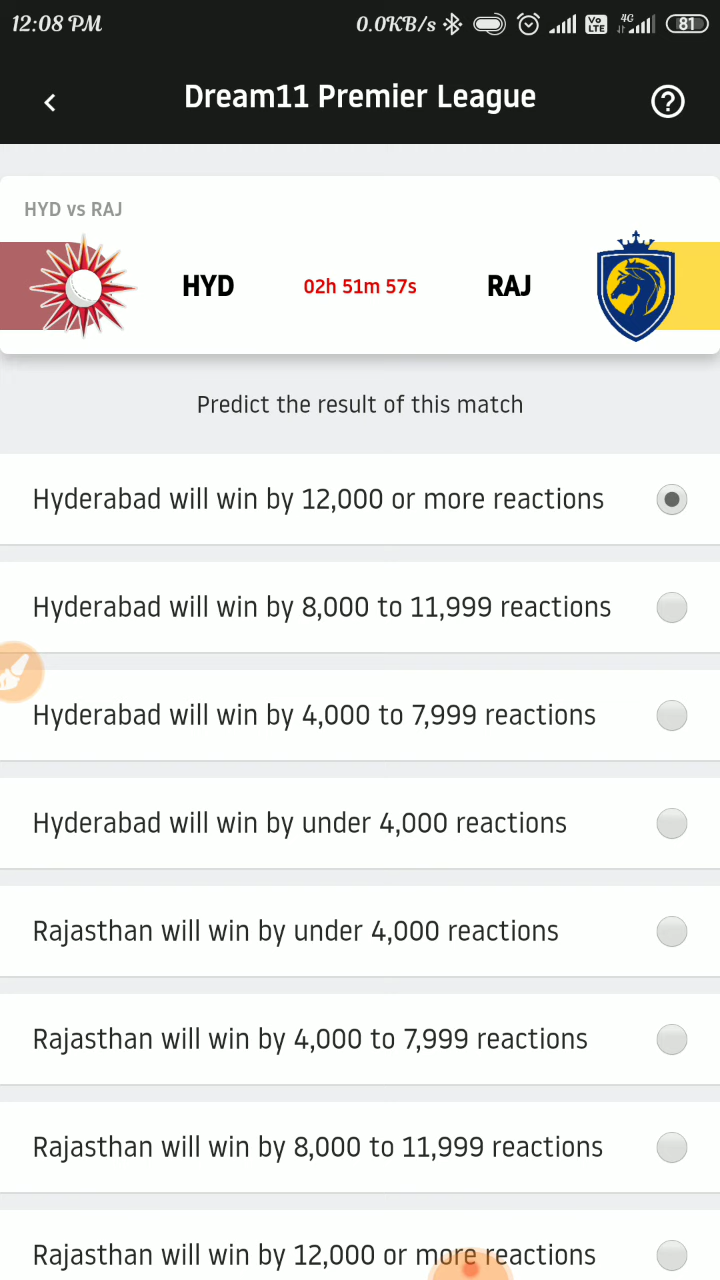 12:08 PM 0.0KB/s Vo LTE 4G 81
Dream11 Premier League
HYD vs RAJ
HYD 02h 51m 57s RAJ
Predict the result of this match
Hyderabad will win by 12,000 or more reactions
Hyderabad will win by 8,000 to 11,999 reactions
Hyderabad will win by 4,000 to 7,999 reactions
Hyderabad will win by under 4,000 reactions
Rajasthan will win by under 4,000 reactions
Rajasthan will win by 4,000 to 7,999 reactions
Rajasthan will win by 8,000 to 11,999 reactions
Rajasthan will win by 12,000 or more reactions